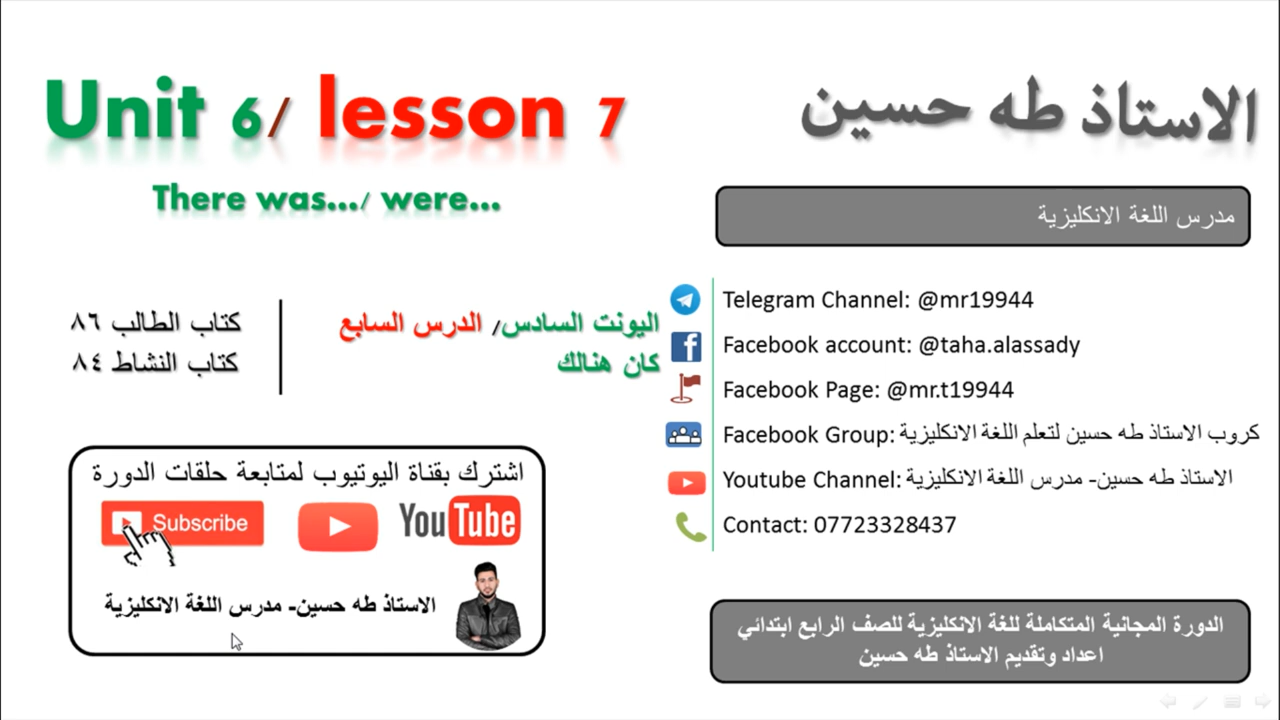 Unit 6/ lesson 7
There was.../ were...
الاستاذ طه حسين
مدرس اللغة الانكليزية
اليونت السادس/ الدرس السابع
كان هنالك
كتاب الطالب ٨٦
كتاب النشاط ٨٤
Telegram Channel: @mr19944
Facebook account: @taha.alassady
Facebook Page: @mr.t19944
Facebook Group: كروب الاستاذ طه حسين لتعلم اللغة الانكليزية
Youtube Channel: الاستاذ طه حسين- مدرس اللغة الانكليزية
Contact: 07723328437
اشترك بقناة اليوتيوب لمتابعة حلقات الدورة
Subscribe
YouTube
الاستاذ طه حسين- مدرس اللغة الانكليزية
الدورة المجانية المتكاملة للغة الانكليزية للصف الرابع ابتدائي
اعداد وتقديم الاستاذ طه حسين